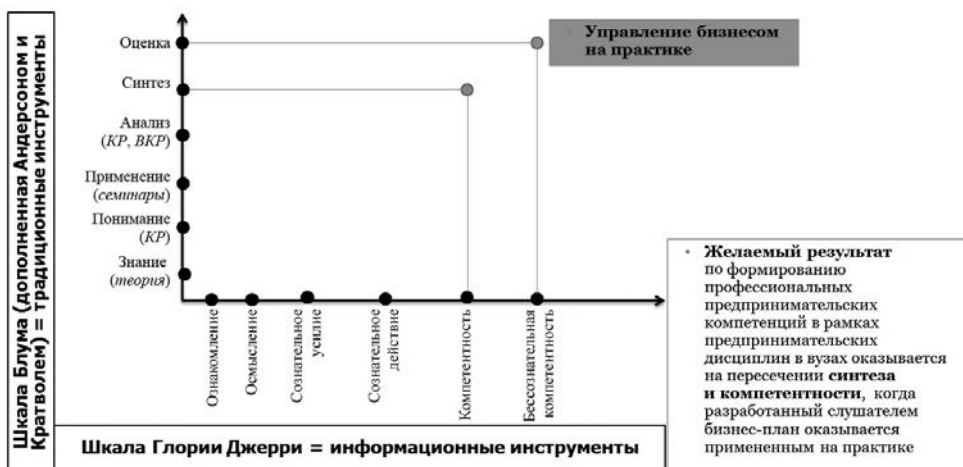 Шкала Блума (дополненная Андерсоном и
Кратволем) = традиционные инструменты
Оценка
Синтез
Анализ
(КР, ВКР)
Применение
(семинары)
Понимание
(КР)
Знание
(теория)
Управление бизнесом
на практике
Ознакомление
Осмысление
Сознательное
усилие
Сознательное
действие
Компетентность
Бессознательная
компетентность
Шкала Глории Джерри = информационные инструменты
• Желаемый результат
по формированию
профессиональных
предпринимательских
компетенций в рамках
предпринимательских
дисциплин в вузах оказывается
на пересечении синтеза
и компетентности, когда
разработанный слушателем
бизнес-план оказывается
примененным на практике